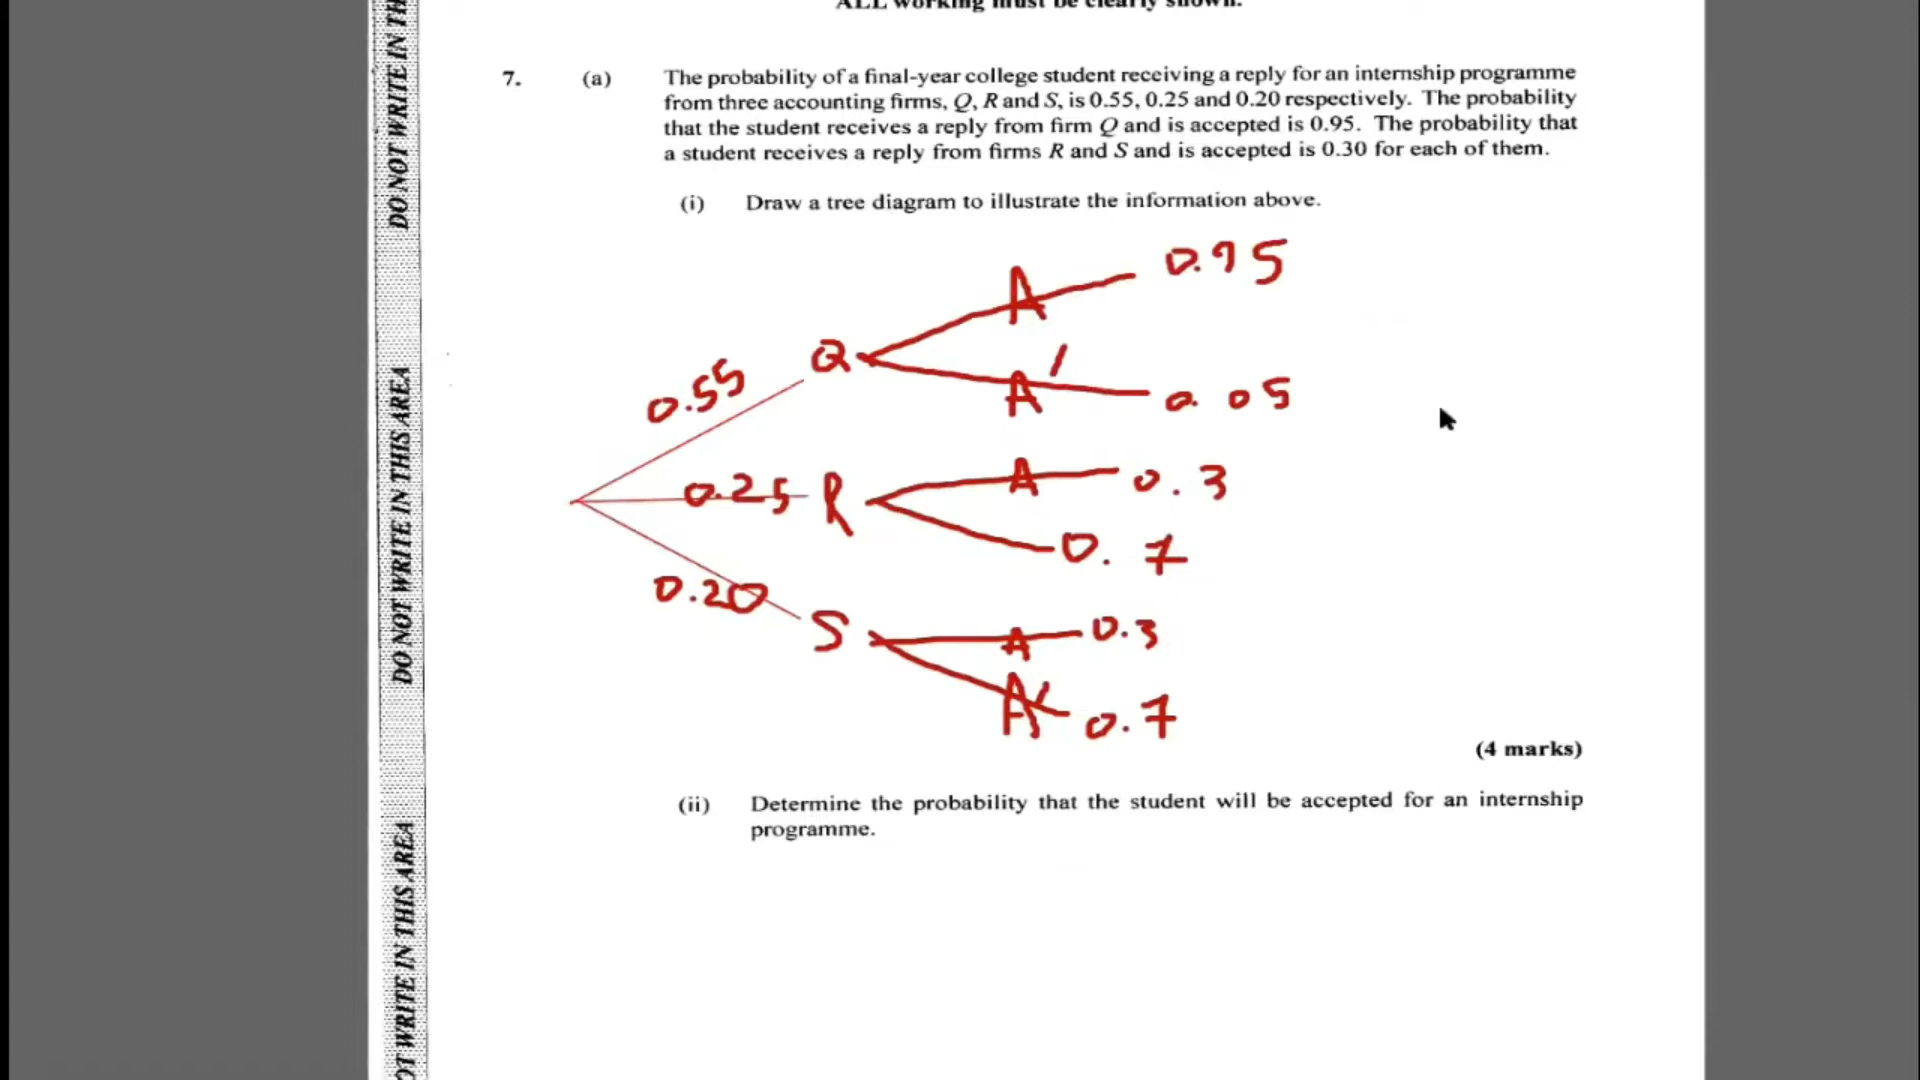 ALL working must be clearly shown.
7. (a) The probability of a final-year college student receiving a reply for an internship programme
from three accounting firms, Q, R and S, is 0.55, 0.25 and 0.20 respectively. The probability
that the student receives a reply from firm Q and is accepted is 0.95. The probability that
a student receives a reply from firms R and S and is accepted is 0.30 for each of them.
(i) Draw a tree diagram to illustrate the information above.
A 0.95
0.55 Q
A' 0.05
0.25 R A 0.3
0.7
0.20 S A 0.3
A' 0.7
(4 marks)
(ii) Determine the probability that the student will be accepted for an internship
programme.
DO NOT WRITE IN TH
DO NOT WRITE IN THIS AREA
OT WRITE IN THIS AREA